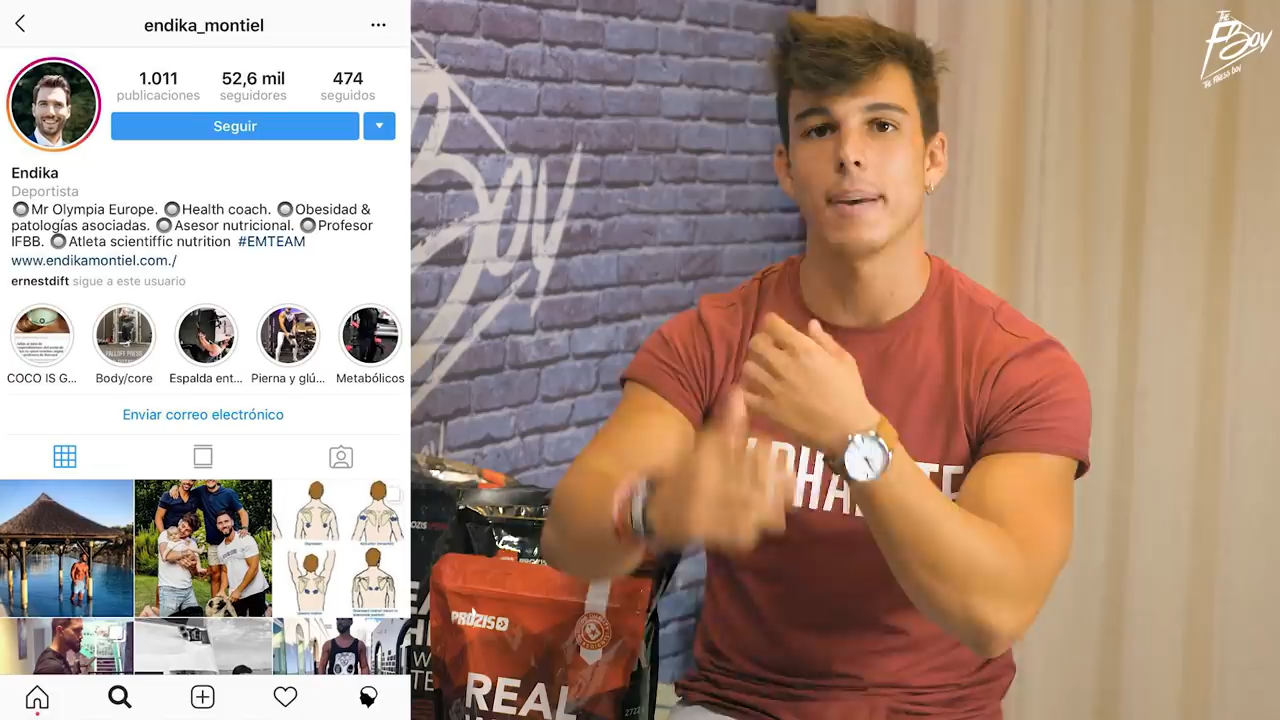 endika_montiel
1.011
52,6 mil
474
publicaciones
seguidores
seguidos
Seguir
Endika
Deportista
Mr Olympia Europe. Health coach. Obesidad &
patologías asociadas. Asesor nutricional. Profesor
IFBB. Atleta scientiffic nutrition #EMTEAM
www.endikamontiel.com./
ernestdift sigue a este usuario
COCO IS G...
Body/core
Espalda ent...
Pierna y glú...
Metabólicos
Enviar correo electrónico
The
FBoy
The Fitness Boy
Boy
PROZIS
REAL